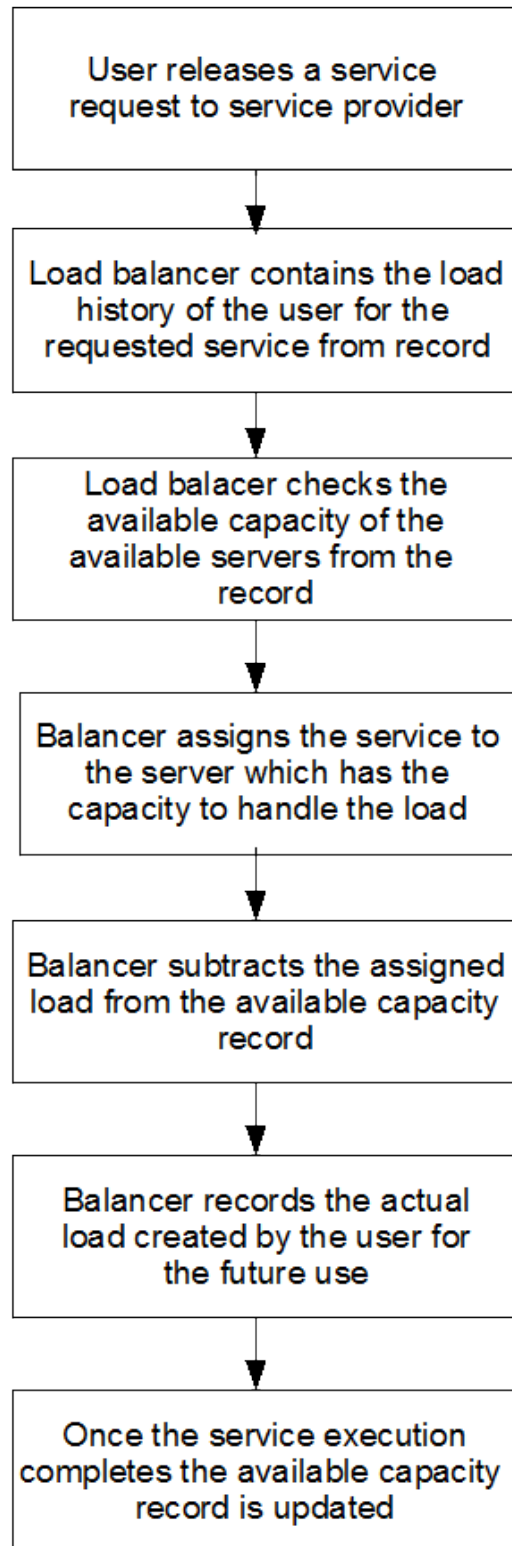 User releases a service
request to service provider
Load balancer contains the load
history of the user for the
requested service from record
Load balacer checks the
available capacity of the
available servers from the
record
Balancer assigns the service to
the server which has the
capacity to handle the load
Balancer subtracts the assigned
load from the available capacity
record
Balancer records the actual
load created by the user for
the future use
Once the service execution
completes the available capacity
record is updated